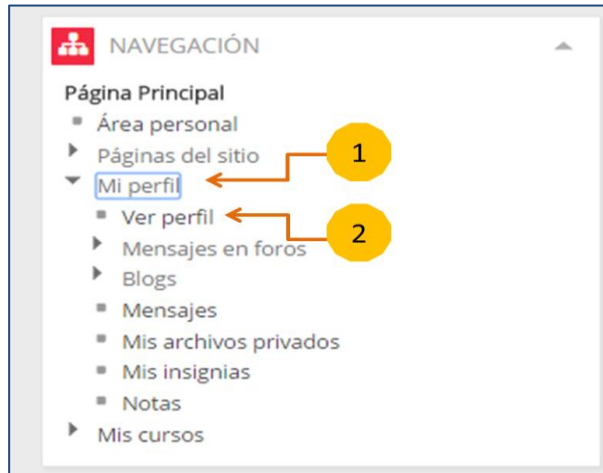 NAVEGACIÓN
Página Principal
Área personal
Páginas del sitio
1
Mi perfil
Ver perfil
2
Mensajes en foros
Blogs
Mensajes
Mis archivos privados
Mis insignias
Notas
Mis cursos